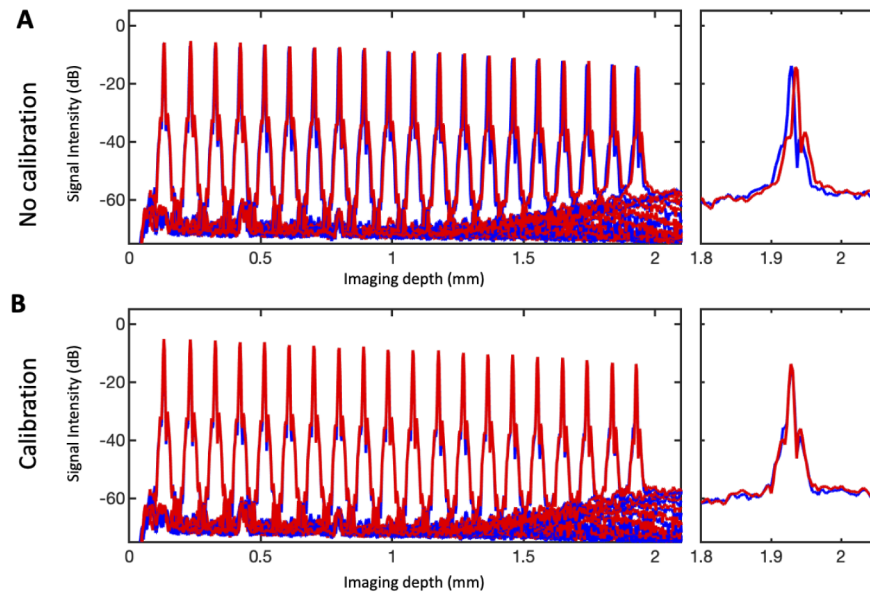 A
No calibration
Signal Intensity (dB)
0
-20
-40
-60
0 0.5 1 1.5 2
Imaging depth (mm)
1.8 1.9 2
B
Calibration
Signal Intensity (dB)
0
-20
-40
-60
0 0.5 1 1.5 2
Imaging depth (mm)
1.8 1.9 2